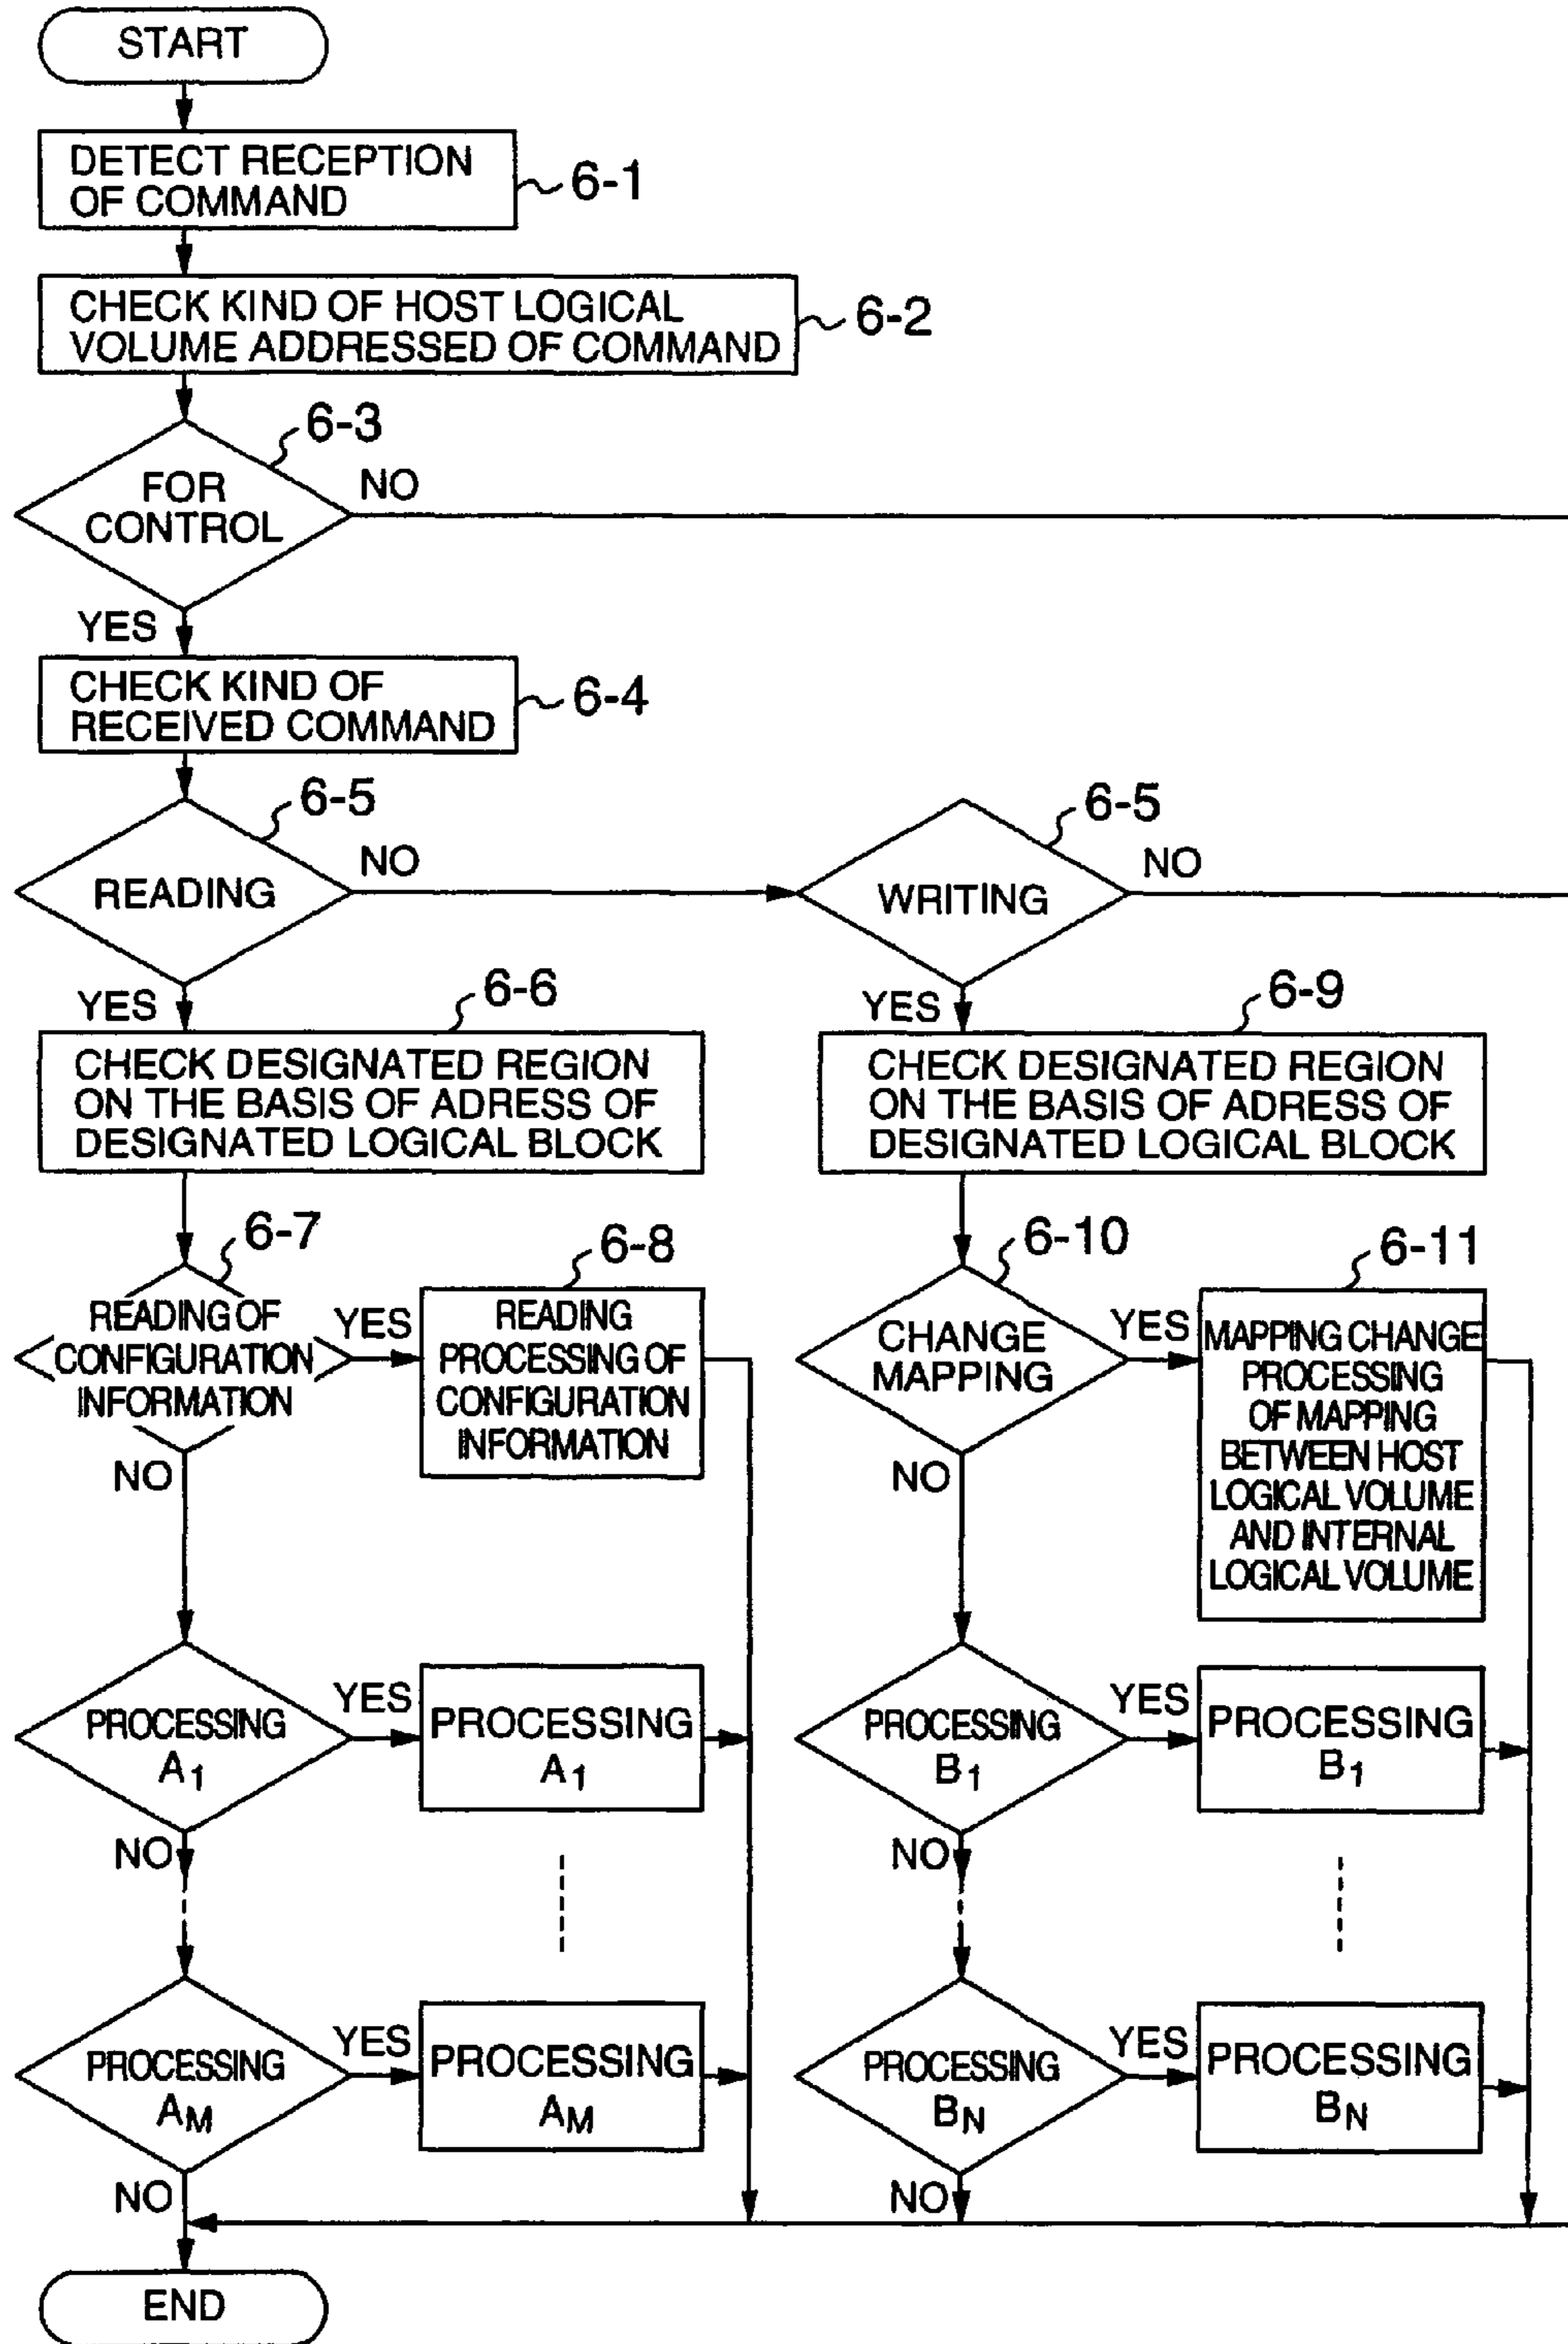 START
DETECT RECEPTION
OF COMMAND
6-1
CHECK KIND OF HOST LOGICAL
VOLUME ADDRESSED OF COMMAND
6-2
6-3
FOR
CONTROL
NO
YES
CHECK KIND OF
RECEIVED COMMAND
6-4
6-5
READING
NO
6-5
WRITING
NO
YES
6-6
CHECK DESIGNATED REGION
ON THE BASIS OF ADRESS OF
DESIGNATED LOGICAL BLOCK
YES
6-9
CHECK DESIGNATED REGION
ON THE BASIS OF ADRESS OF
DESIGNATED LOGICAL BLOCK
6-7
READING OF
CONFIGURATION
INFORMATION
YES
NO
6-8
READING
PROCESSING OF
CONFIGURATION
INFORMATION
6-10
CHANGE
MAPPING
YES
NO
6-11
MAPPING CHANGE
PROCESSING
OF MAPPING
BETWEEN HOST
LOGICAL VOLUME
AND INTERNAL
LOGICAL VOLUME
PROCESSING
A1
YES
NO
PROCESSING
A1
PROCESSING
B1
YES
NO
PROCESSING
B1
PROCESSING
AM
YES
NO
PROCESSING
AM
PROCESSING
BN
YES
NO
PROCESSING
BN
END